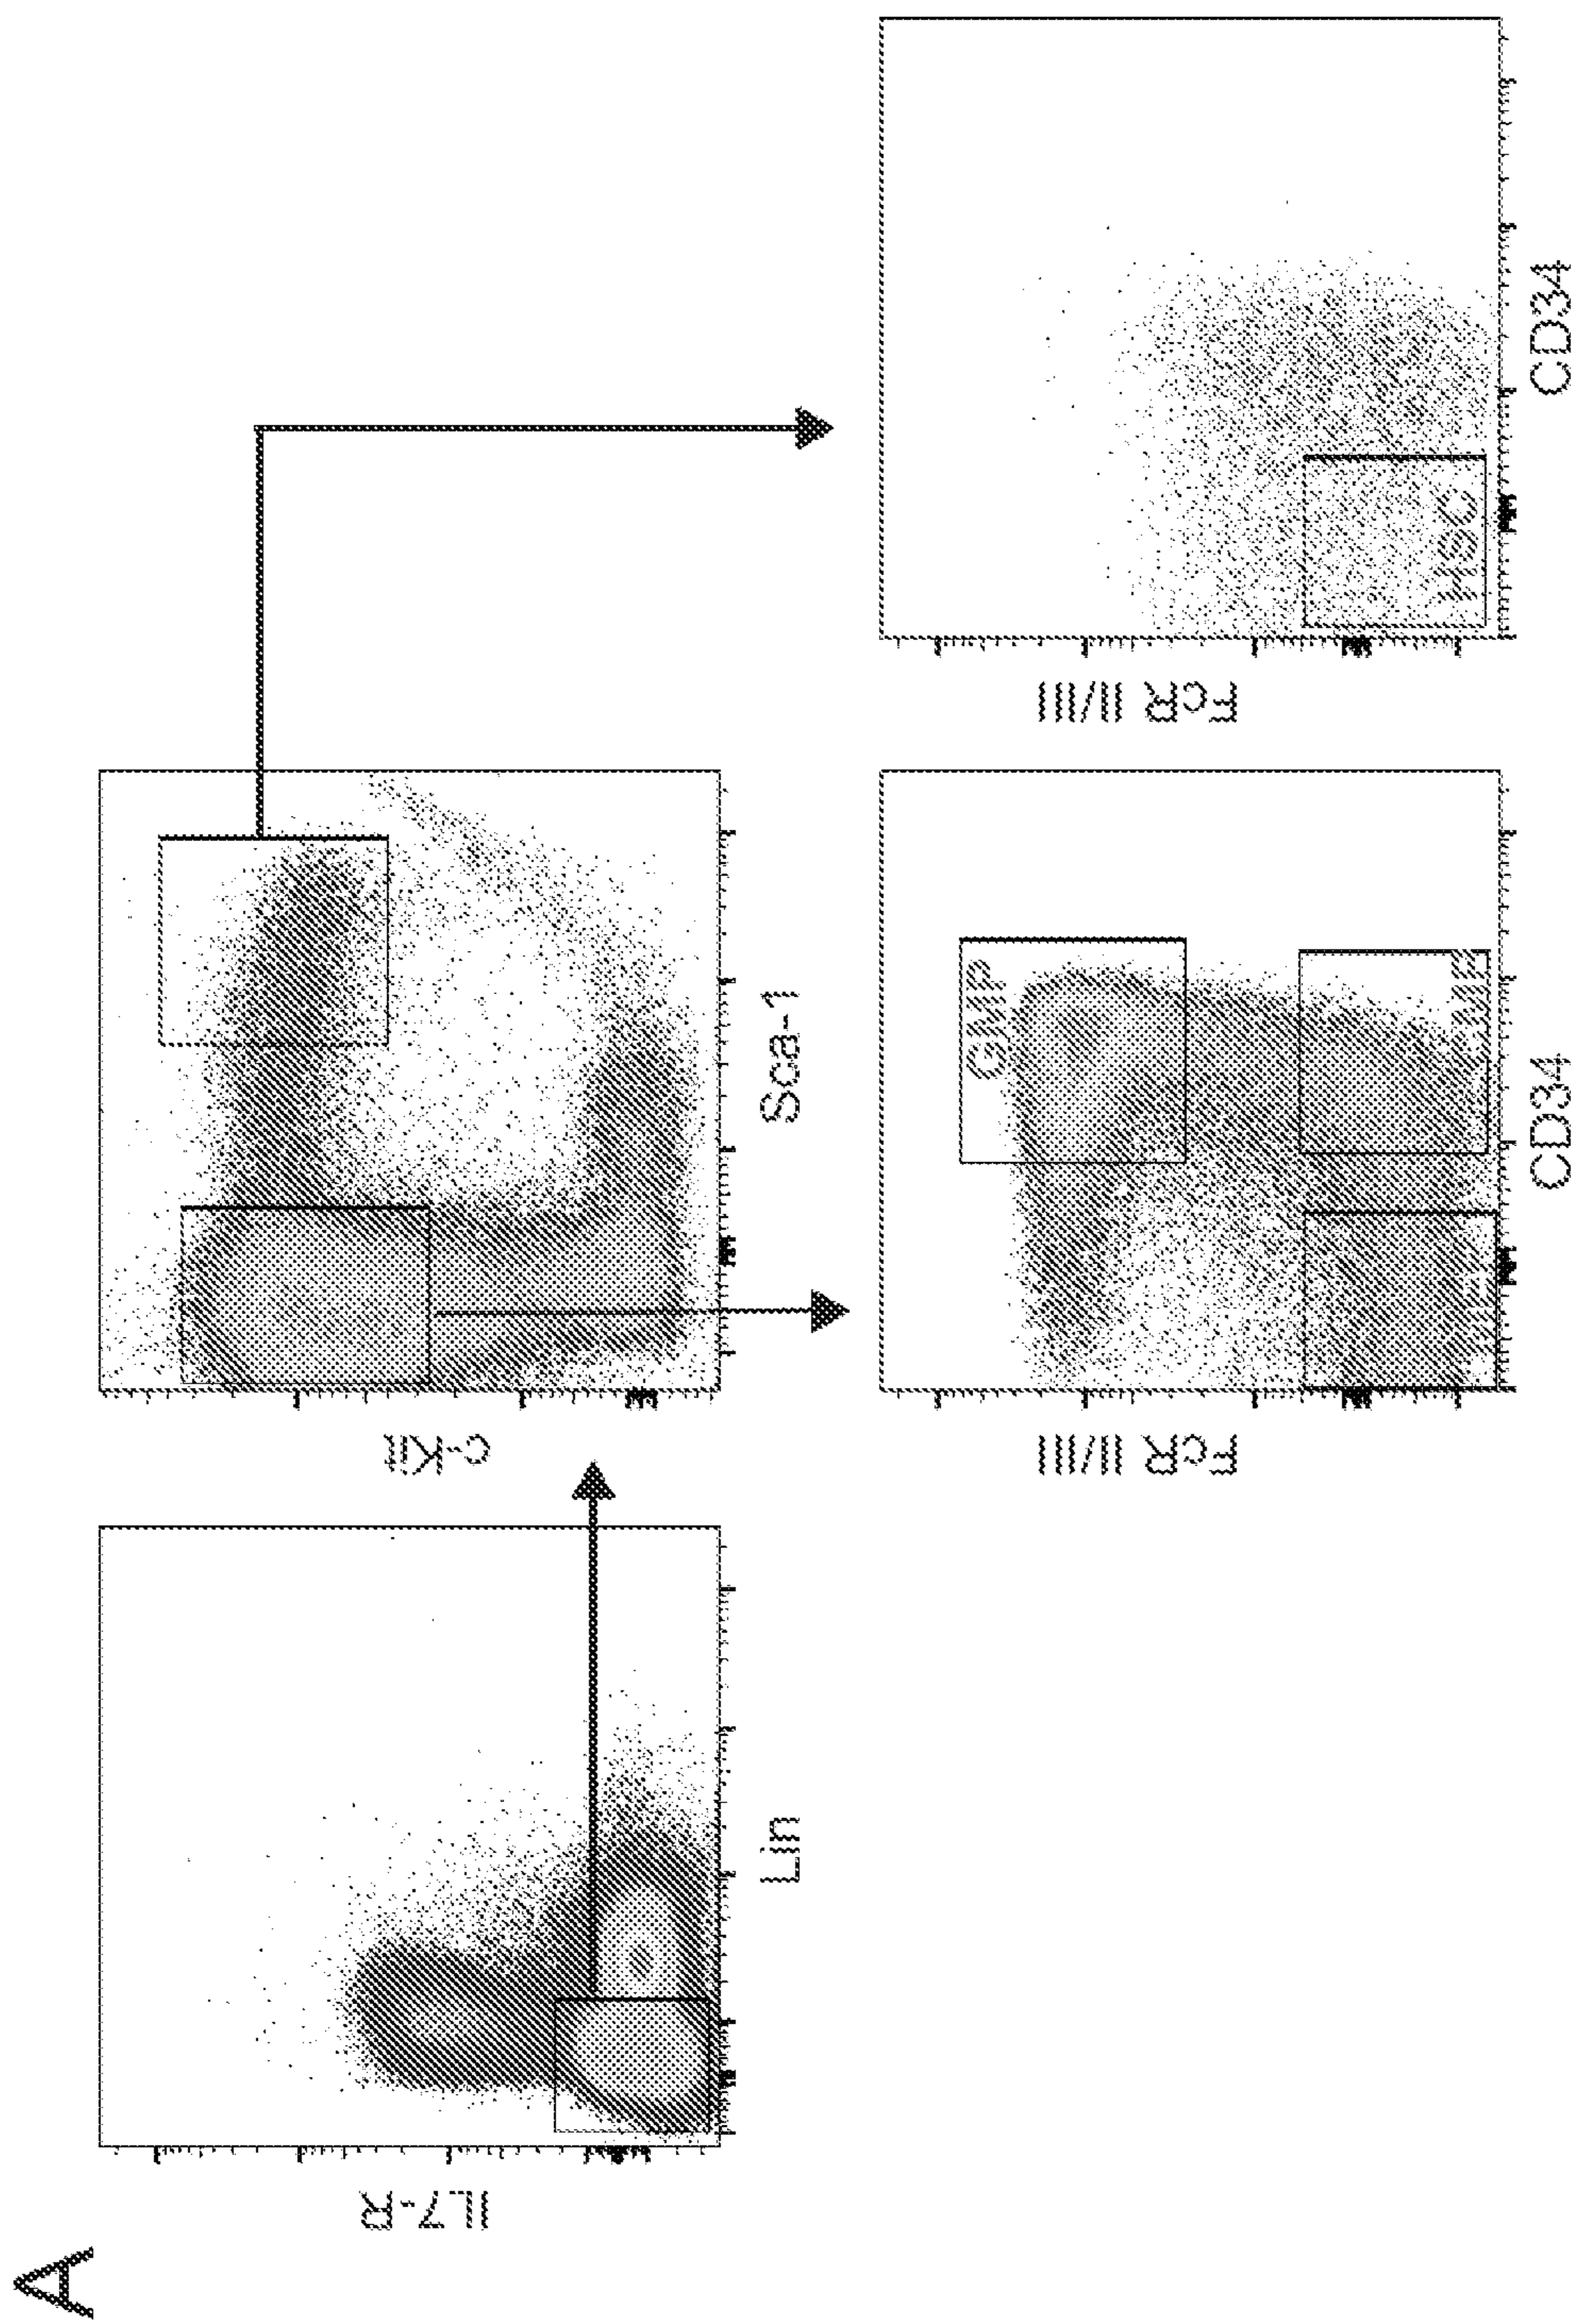 A
IL7-R
Lin
c-Kit
Sca-1
FcR II/III
GMP
CD34
FcR II/III
HSC
CD34